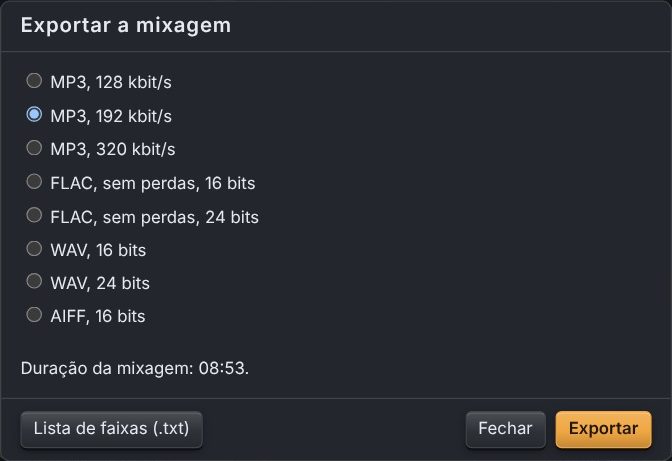 Exportar a mixagem
MP3, 128 kbit/s
MP3, 192 kbit/s
MP3, 320 kbit/s
FLAC, sem perdas, 16 bits
FLAC, sem perdas, 24 bits
WAV, 16 bits
WAV, 24 bits
AIFF, 16 bits
Duração da mixagem: 08:53.
Lista de faixas (.txt)
Fechar
Exportar